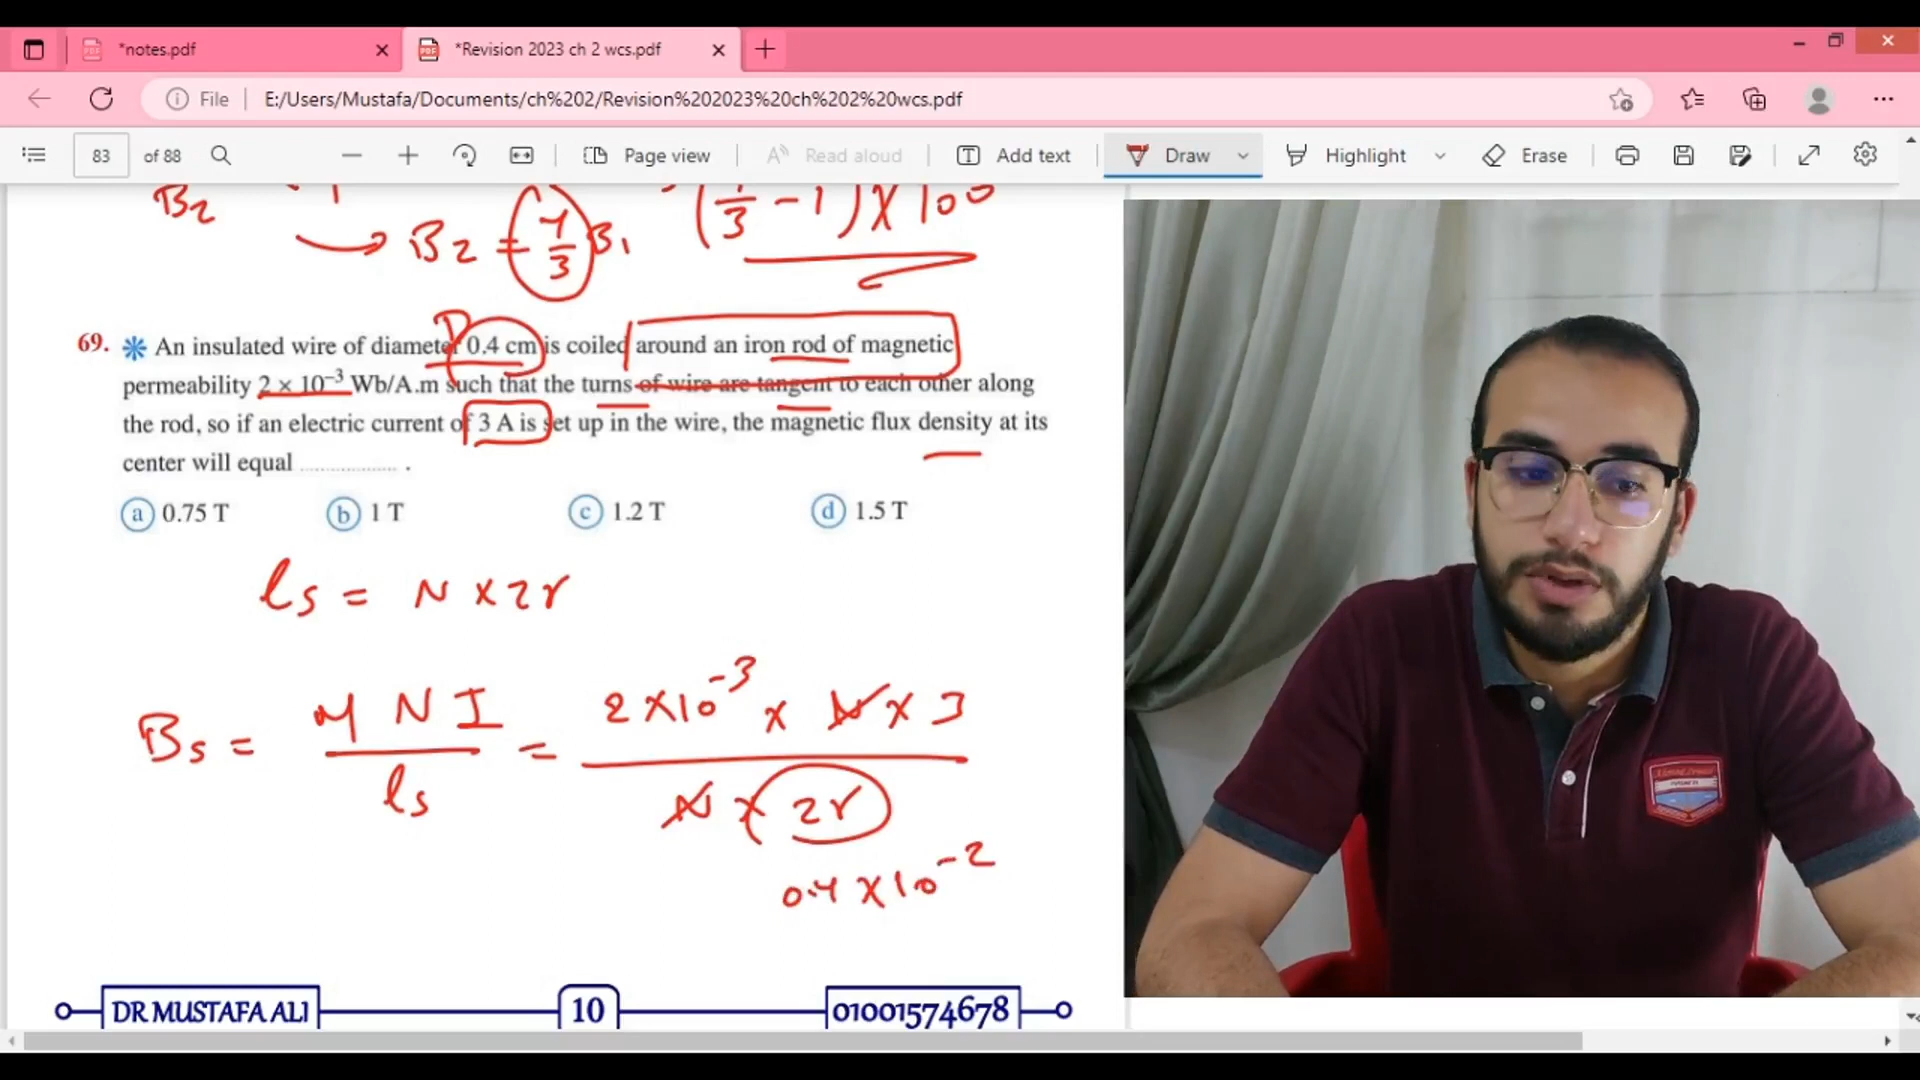 *notes.pdf
*Revision 2023 ch 2 wcs.pdf
File
E:/Users/Mustafa/Documents/ch%202/Revision%202023%20ch%202%20wcs.pdf
83 of 88
Page view
Read aloud
Add text
Draw
Highlight
Erase
B₂
B₂ = 4/3 B₁
(4/3 - 1) × 100
D
69. An insulated wire of diameter 0.4 cm is coiled around an iron rod of magnetic
permeability 2 × 10⁻³ Wb/A.m such that the turns of wire are tangent to each other along
the rod, so if an electric current of 3 A is set up in the wire, the magnetic flux density at its
center will equal .................. .
a 0.75 T b 1 T c 1.2 T d 1.5 T
ls = N × 2r
Bs = μ N I / ls = 2 × 10⁻³ × N × 3 / N × 2r
0.4 × 10⁻²
DR MUSTAFA ALI
10
01001574678